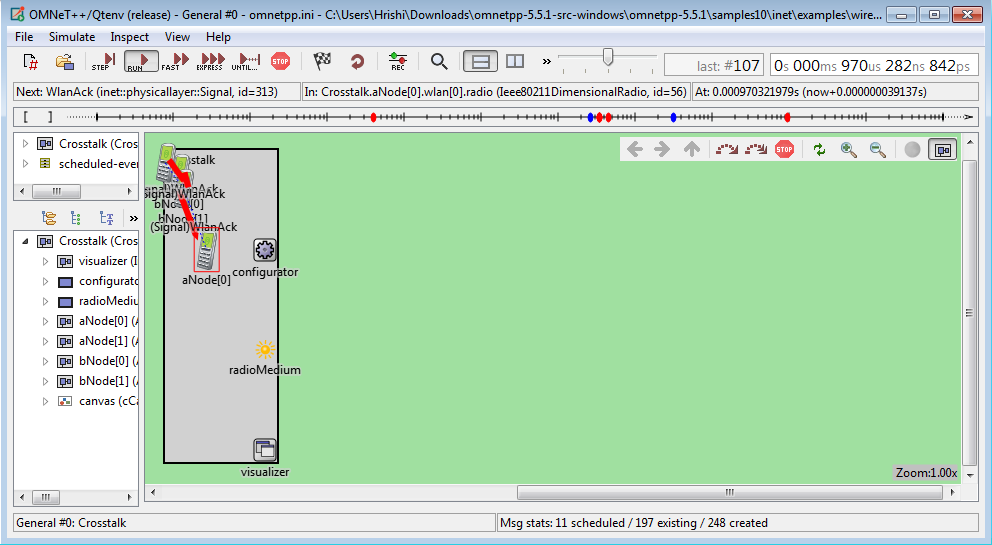 OMNeT++/Qtenv (release) - General #0 - omnetpp.ini - C:\Users\Hrishi\Downloads\omnetpp-5.5.1-src-windows\omnetpp-5.5.1\samples10\inet\examples\wire...
File Simulate Inspect View Help
STEP RUN FAST EXPRESS UNTIL... STOP REC » last: #107 0s 000ms 970us 282ns 842ps
Next: WlanAck (inet::physicallayer::Signal, id=313) In: Crosstalk.aNode[0].wlan[0].radio (Ieee80211DimensionalRadio, id=56) At: 0.000970321979s (now+0.000000039137s)
[ ]
Crosstalk (Cros
scheduled-eve
»
Crosstalk (Cros
visualizer (I
configurato
radioMediu
aNode[0] (A
aNode[1] (A
bNode[0] (A
bNode[1] (A
canvas (cCa
STOP
sstalk
signal)WlanAck
bNode[0]
bNode[1]
(Signal)WlanAck
aNode[0]
configurator
radioMedium
visualizer
Zoom:1.00x
General #0: Crosstalk Msg stats: 11 scheduled / 197 existing / 248 created